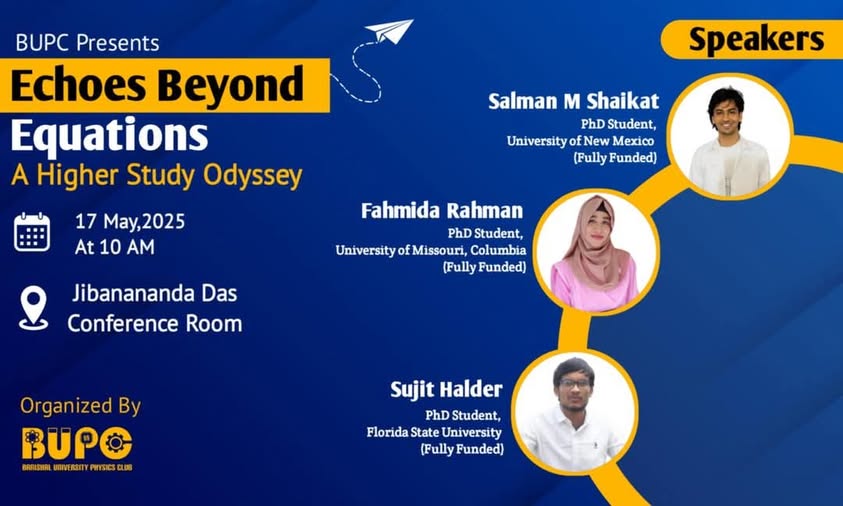 BUPC Presents
Echoes Beyond
Equations
A Higher Study Odyssey
17 May,2025
At 10 AM
Jibanananda Das
Conference Room
Organized By
BUPC
BARISHAL UNIVERSITY PHYSICS CLUB
Speakers
Salman M Shaikat
PhD Student,
University of New Mexico
(Fully Funded)
Fahmida Rahman
PhD Student,
University of Missouri, Columbia
(Fully Funded)
Sujit Halder
PhD Student,
Florida State University
(Fully Funded)